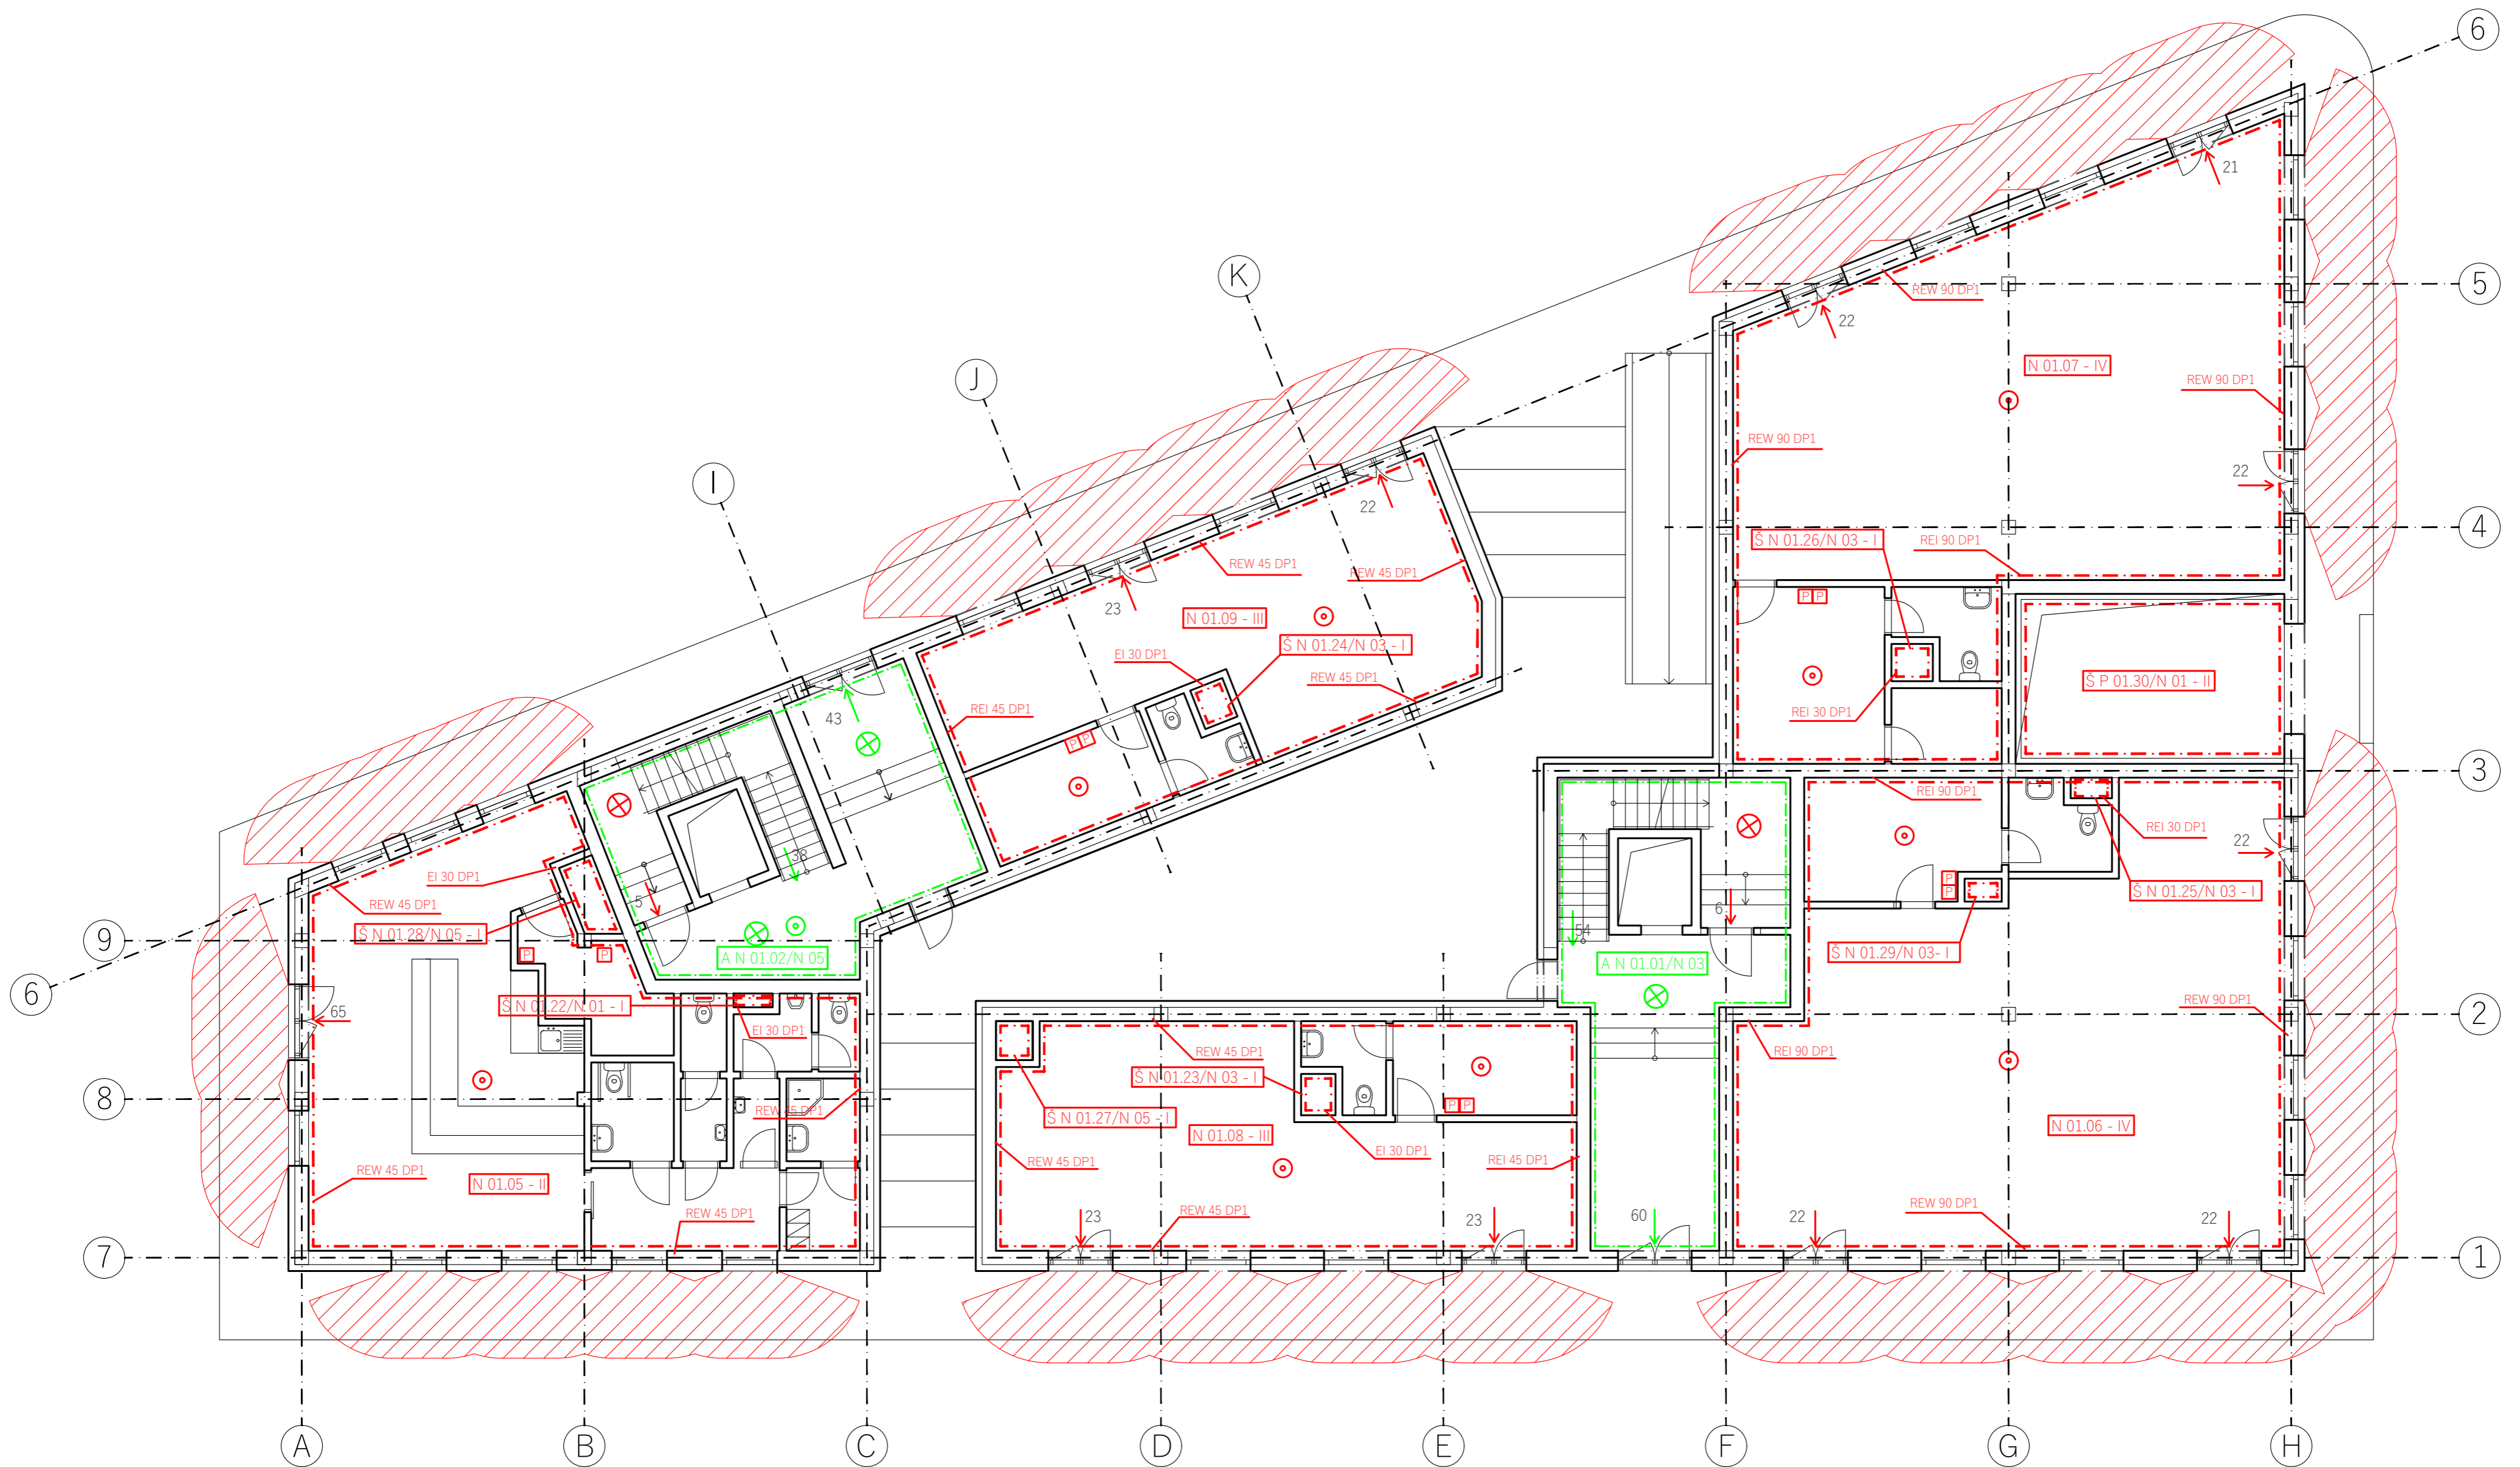 6
21
K
5
22
REW 90 DP1
N 01.07 - IV
REW 90 DP1
J
REW 90 DP1
I
22
22
4
Š N 01.26/N 03 - I
REI 90 DP1
REW 45 DP1
REW 45 DP1
23
P P
N 01.09 - III
Š N 01.24/N 03 - I
EI 30 DP1
REW 45 DP1
Š P 01.30/N 01 - II
REI 45 DP1
REI 30 DP1
43
P P
3
REI 90 DP1
REI 30 DP1
22
38
EI 30 DP1
P
P
Š N 01.25/N 03 - I
5
REW 45 DP1
6
Š N 01.28/N 05 - I
54
9
P
P
A N 01.02/N 05
A N 01.01/N 03
Š N 01.29/N 03- I
6
Š N 01.22/N 01 - I
REW 90 DP1
65
2
EI 30 DP1
REW 45 DP1
REI 90 DP1
Š N 01.23/N 03 - I
8
P P
REW 45 DP1
Š N 01.27/N 05 - I
N 01.08 - III
N 01.06 - IV
EI 30 DP1
REW 45 DP1
REI 45 DP1
REW 45 DP1
N 01.05 - II
REW 90 DP1
REW 45 DP1
23
REW 45 DP1
23
60
22
22
7
1
A
B
C
D
E
F
G
H